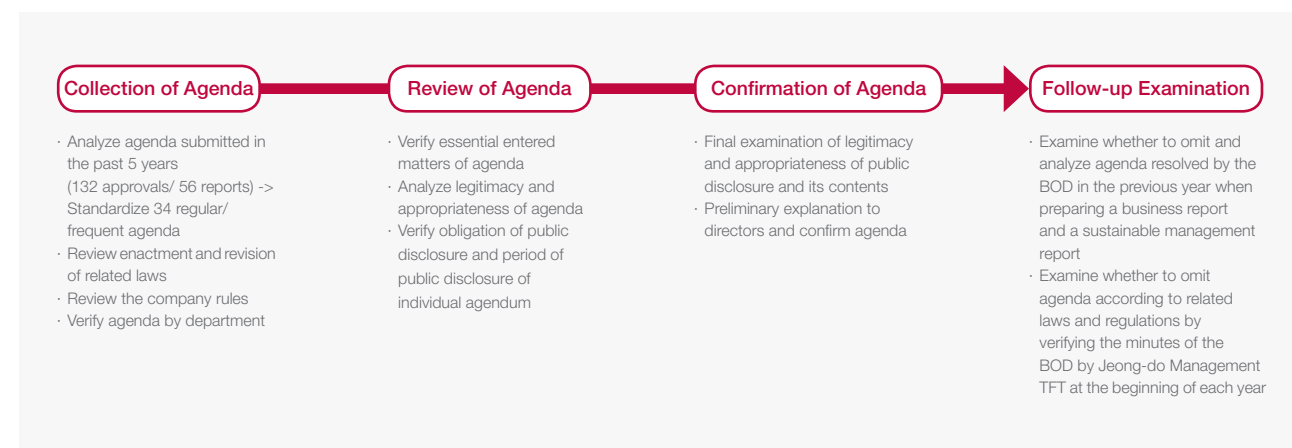 Collection of Agenda
· Analyze agenda submitted in
the past 5 years
(132 approvals/ 56 reports) ->
Standardize 34 regular/
frequent agenda
· Review enactment and revision
of related laws
· Review the company rules
· Verify agenda by department
Review of Agenda
· Verify essential entered
matters of agenda
· Analyze legitimacy and
appropriateness of agenda
· Verify obligation of public
disclosure and period of
public disclosure of
individual agendum
Confirmation of Agenda
· Final examination of legitimacy
and appropriateness of public
disclosure and its contents
· Preliminary explanation to
directors and confirm agenda
Follow-up Examination
· Examine whether to omit and
analyze agenda resolved by the
BOD in the previous year when
preparing a business report
and a sustainable management
report
· Examine whether to omit
agenda according to related
laws and regulations by
verifying the minutes of the
BOD by Jeong-do Management
TFT at the beginning of each year